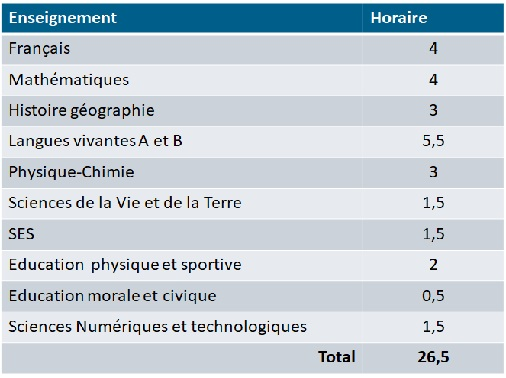 Enseignement Horaire
Français 4
Mathématiques 4
Histoire géographie 3
Langues vivantes A et B 5,5
Physique-Chimie 3
Sciences de la Vie et de la Terre 1,5
SES 1,5
Education physique et sportive 2
Education morale et civique 0,5
Sciences Numériques et technologiques 1,5
Total 26,5